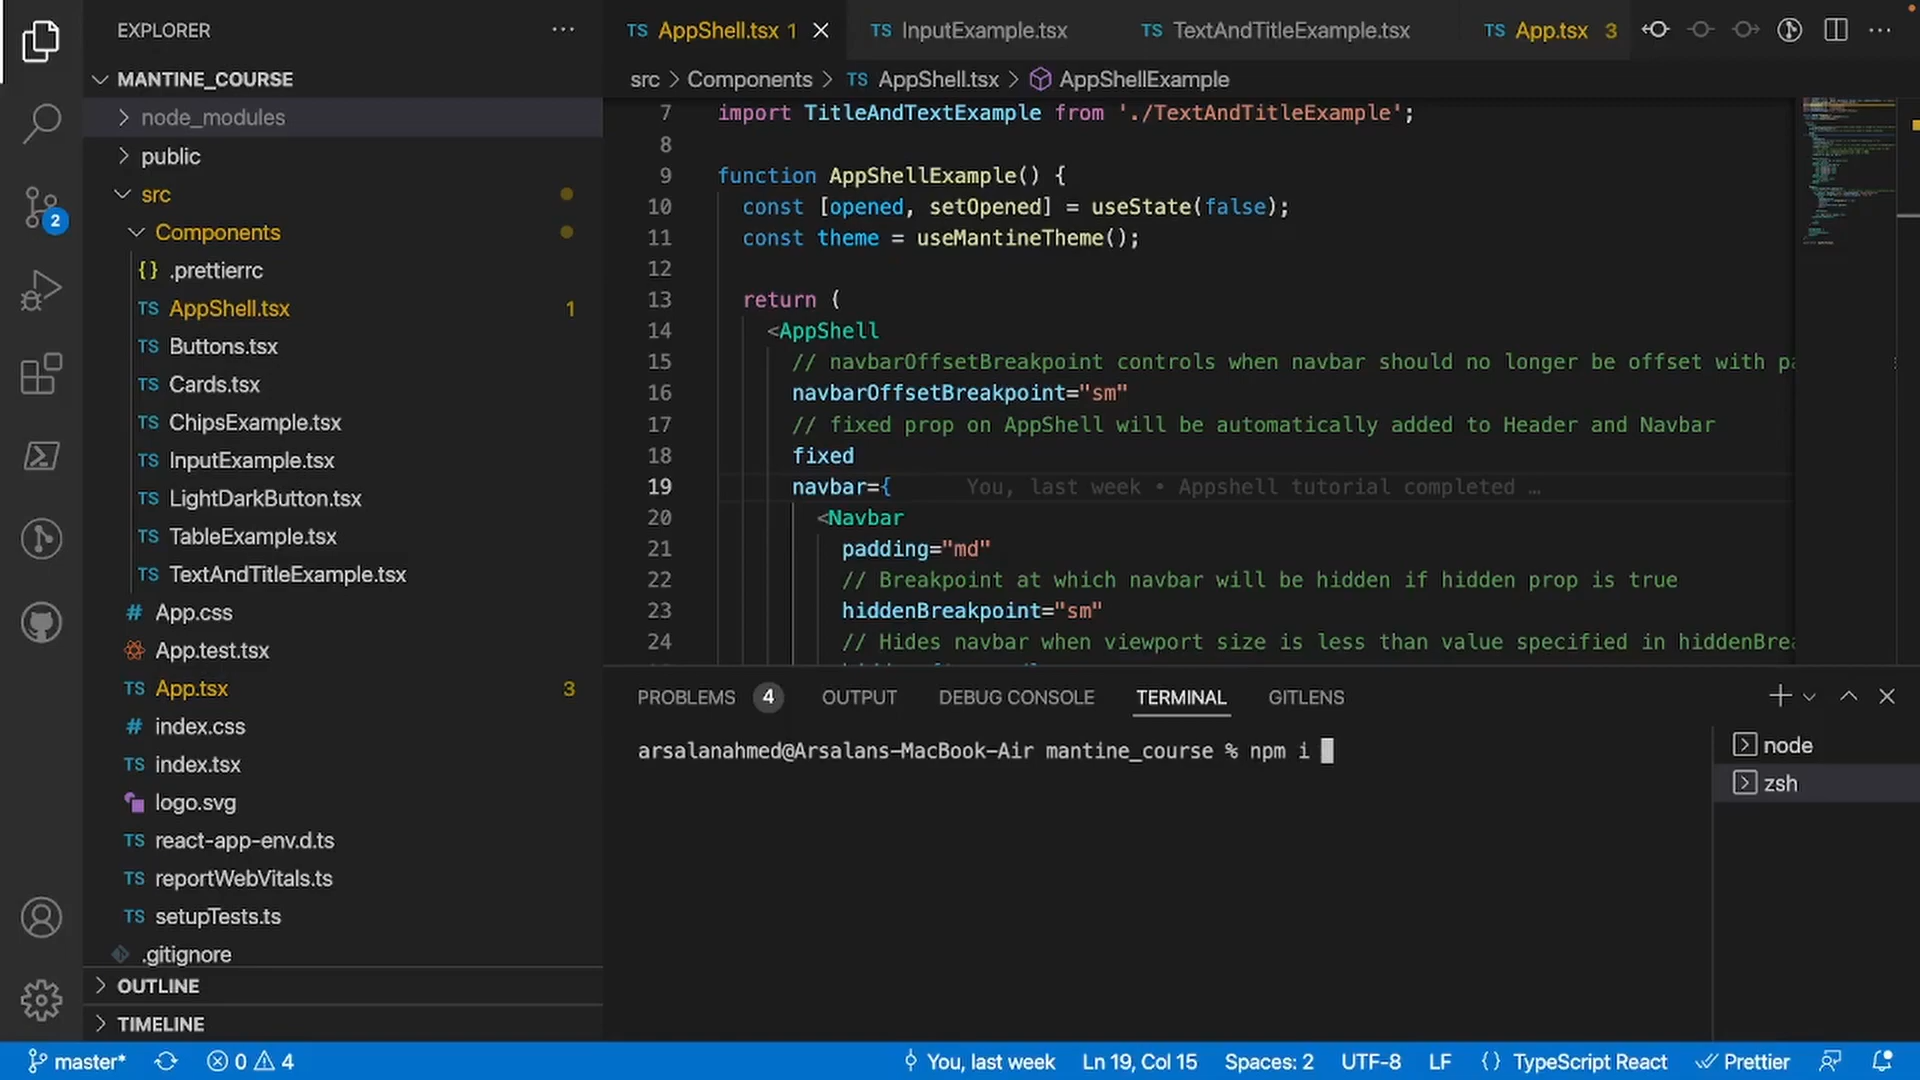 EXPLORER
MANTINE_COURSE
node_modules
public
src
Components
{} .prettierrc
TS AppShell.tsx 1
TS Buttons.tsx
TS Cards.tsx
TS ChipsExample.tsx
TS InputExample.tsx
TS LightDarkButton.tsx
TS TableExample.tsx
TS TextAndTitleExample.tsx
# App.css
App.test.tsx
TS App.tsx 3
# index.css
TS index.tsx
logo.svg
TS react-app-env.d.ts
TS reportWebVitals.ts
TS setupTests.ts
.gitignore
OUTLINE
TIMELINE
2
TS AppShell.tsx 1 TS InputExample.tsx TS TextAndTitleExample.tsx TS App.tsx 3
src > Components > TS AppShell.tsx > AppShellExample
7 import TitleAndTextExample from './TextAndTitleExample';
8
9 function AppShellExample() {
10 const [opened, setOpened] = useState(false);
11 const theme = useMantineTheme();
12
13 return (
14 <AppShell
15 // navbarOffsetBreakpoint controls when navbar should no longer be offset with
16 navbarOffsetBreakpoint="sm"
17 // fixed prop on AppShell will be automatically added to Header and Navbar
18 fixed
19 navbar={ You, last week • Appshell tutorial completed …
20 <Navbar
21 padding="md"
22 // Breakpoint at which navbar will be hidden if hidden prop is true
23 hiddenBreakpoint="sm"
24 // Hides navbar when viewport size is less than value specified in hiddenBre
PROBLEMS 4 OUTPUT DEBUG CONSOLE TERMINAL GITLENS
arsalanahmed@Arsalans-MacBook-Air mantine_course % npm i
node
zsh
master* 0 4 You, last week Ln 19, Col 15 Spaces: 2 UTF-8 LF {} TypeScript React Prettier